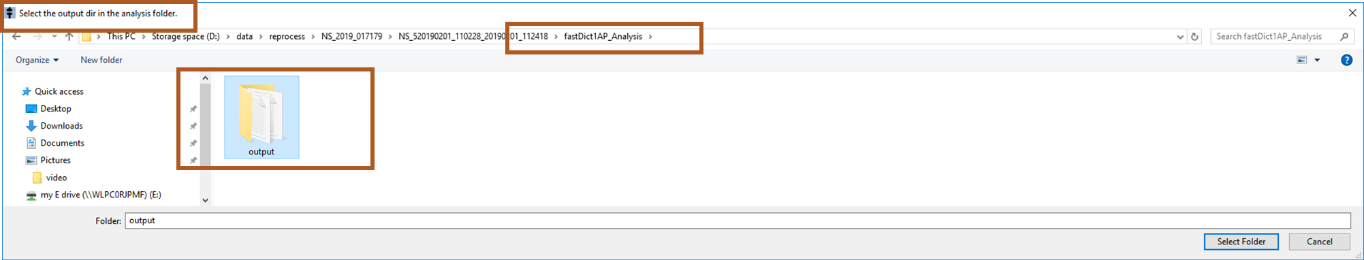 Select the output dir in the analysis folder.
This PC > Storage space (D:) > data > reprocess > NS_2019_017179 > NS_S20190201_110228_20190201_112418 > fastDict1AP_Analysis >
Search fastDict1AP_Analysis
Organize New folder
Quick access
Desktop
Downloads
Documents
Pictures
video
my E drive (\\WLPC0RJPMF) (E:)
output
Folder: output
Select Folder Cancel